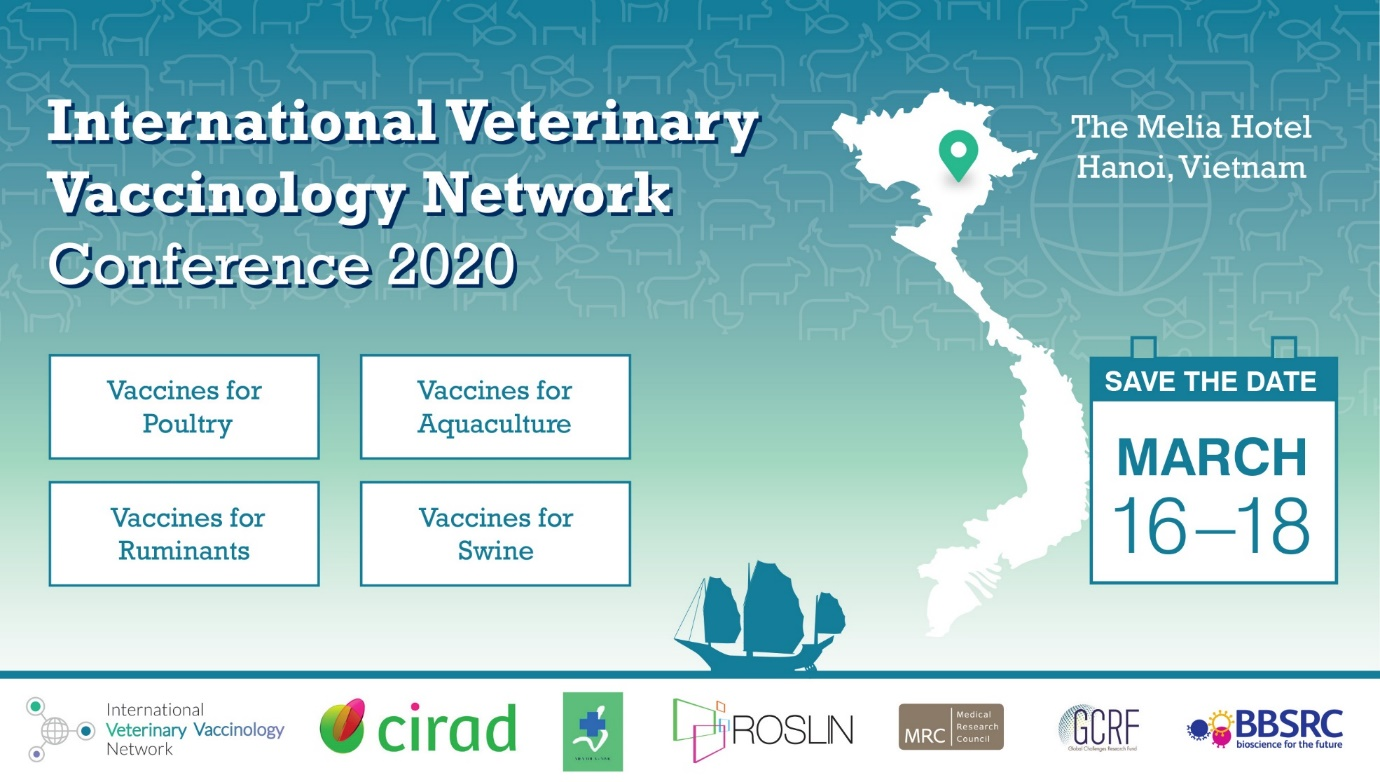 International Veterinary
Vaccinology Network
Conference 2020
The Melia Hotel
Hanoi, Vietnam
Vaccines for
Poultry
Vaccines for
Aquaculture
Vaccines for
Ruminants
Vaccines for
Swine
SAVE THE DATE
MARCH
16–18
International
Veterinary Vaccinology
Network
cirad
ROSLIN
MRC
Medical
Research
Council
GCRF
Global Challenges Research Fund
BBSRC
bioscience for the future